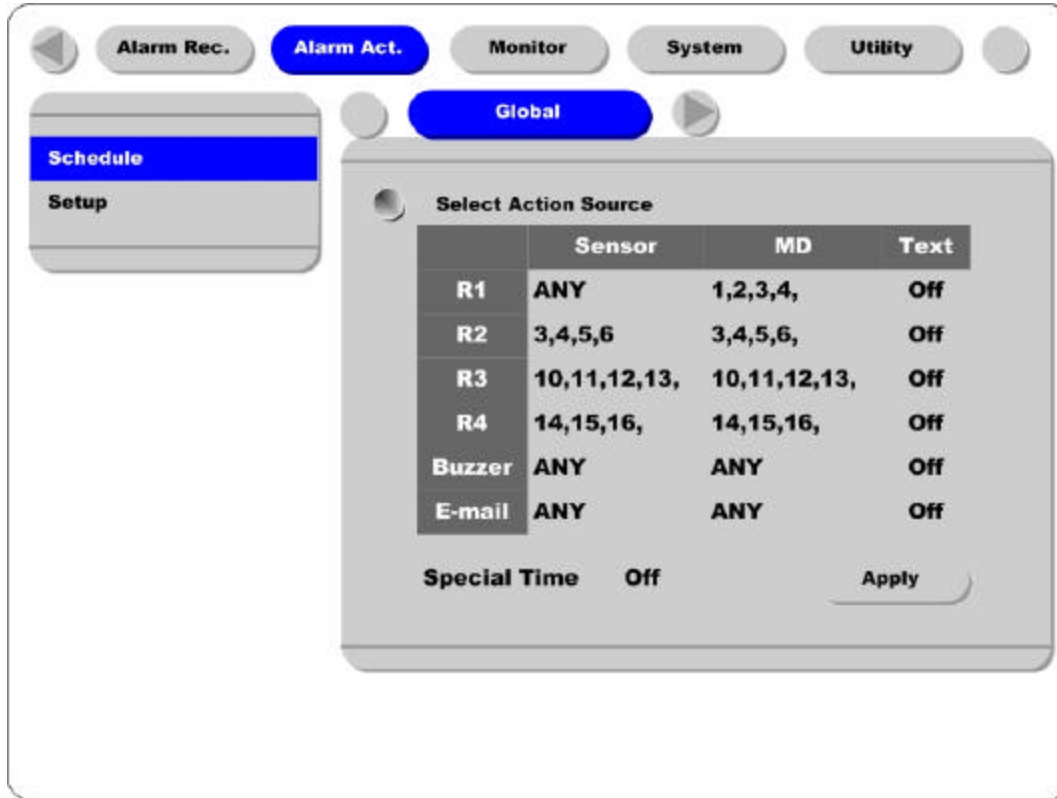 Alarm Rec. Alarm Act. Monitor System Utility
Global
Schedule
Setup
Select Action Source
Sensor MD Text
R1 ANY 1,2,3,4, Off
R2 3,4,5,6 3,4,5,6, Off
R3 10,11,12,13, 10,11,12,13, Off
R4 14,15,16, 14,15,16, Off
Buzzer ANY ANY Off
E-mail ANY ANY Off
Special Time Off Apply